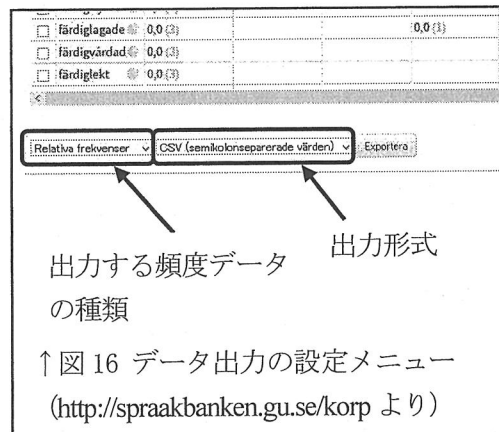 färdiglagade 0,0 (3) 0,0 (1)
färdigvårdad 0,0 (3)
färdiglekt 0,0 (3)
<
Relativa frekvenser CSV (semikolonseparerade värden) Exportera
出力する頻度データ
の種類
出力形式
↑図 16 データ出力の設定メニュー
(http://spraakbanken.gu.se/korp より)